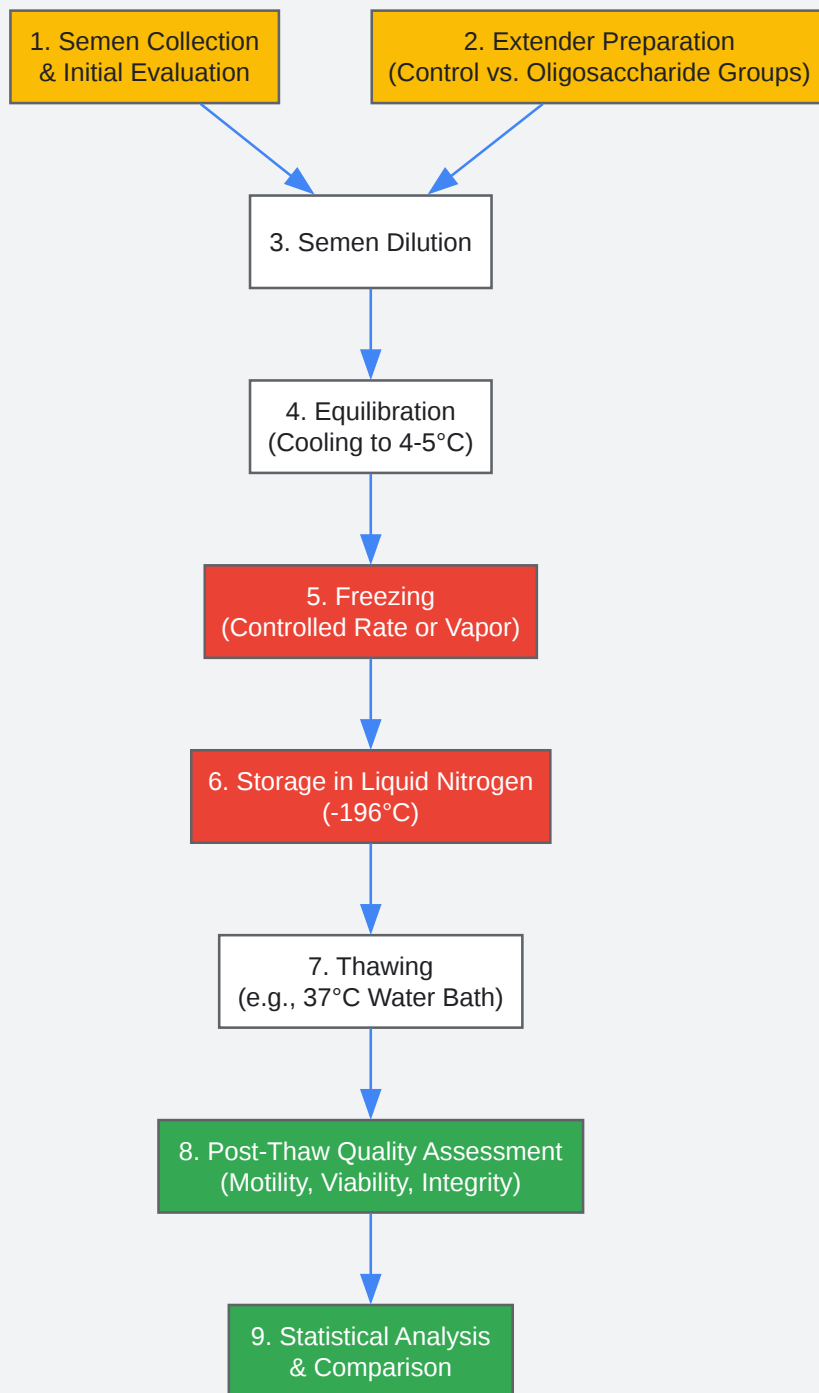 1. Semen Collection
& Initial Evaluation
2. Extender Preparation
(Control vs. Oligosaccharide Groups)
3. Semen Dilution
4. Equilibration
(Cooling to 4-5°C)
5. Freezing
(Controlled Rate or Vapor)
6. Storage in Liquid Nitrogen
(-196°C)
7. Thawing
(e.g., 37°C Water Bath)
8. Post-Thaw Quality Assessment
(Motility, Viability, Integrity)
9. Statistical Analysis
& Comparison